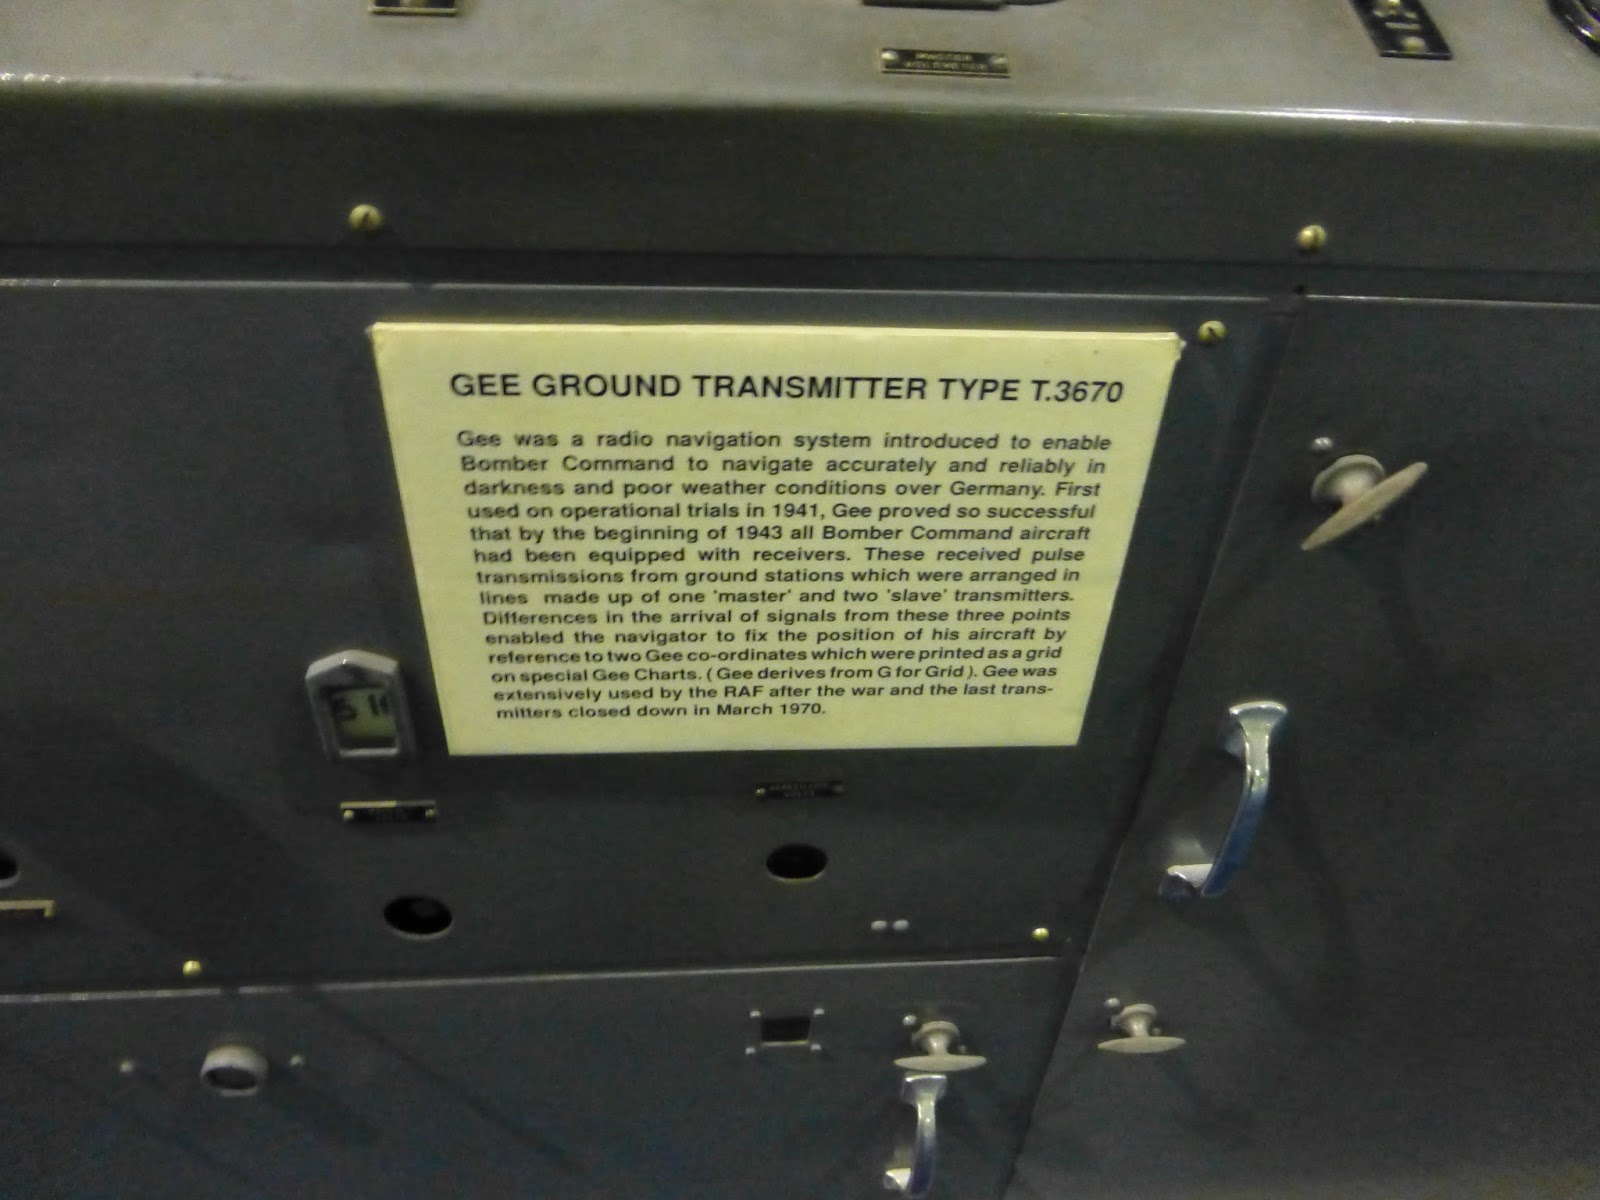 MASTER
GEE GROUND TRANSMITTER TYPE T.3670
Gee was a radio navigation system introduced to enable
Bomber Command to navigate accurately and reliably in
darkness and poor weather conditions over Germany. First
used on operational trials in 1941, Gee proved so successful
that by the beginning of 1943 all Bomber Command aircraft
had been equipped with receivers. These received pulse
transmissions from ground stations which were arranged in
lines made up of one 'master' and two 'slave' transmitters.
Differences in the arrival of signals from these three points
enabled the navigator to fix the position of his aircraft by
reference to two Gee co-ordinates which were printed as a grid
on special Gee Charts. ( Gee derives from G for Grid ). Gee was
extensively used by the RAF after the war and the last trans-
mitters closed down in March 1970.